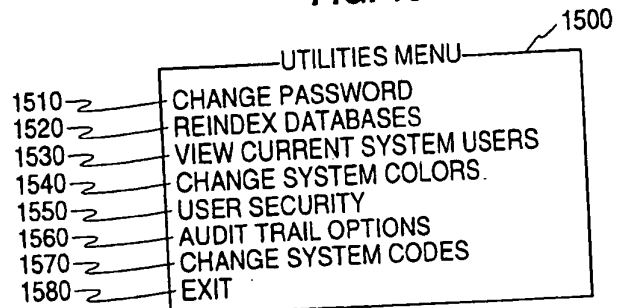 1500
UTILITIES MENU
1510 CHANGE PASSWORD
1520 REINDEX DATABASES
1530 VIEW CURRENT SYSTEM USERS
1540 CHANGE SYSTEM COLORS.
1550 USER SECURITY
1560 AUDIT TRAIL OPTIONS
1570 CHANGE SYSTEM CODES
1580 EXIT